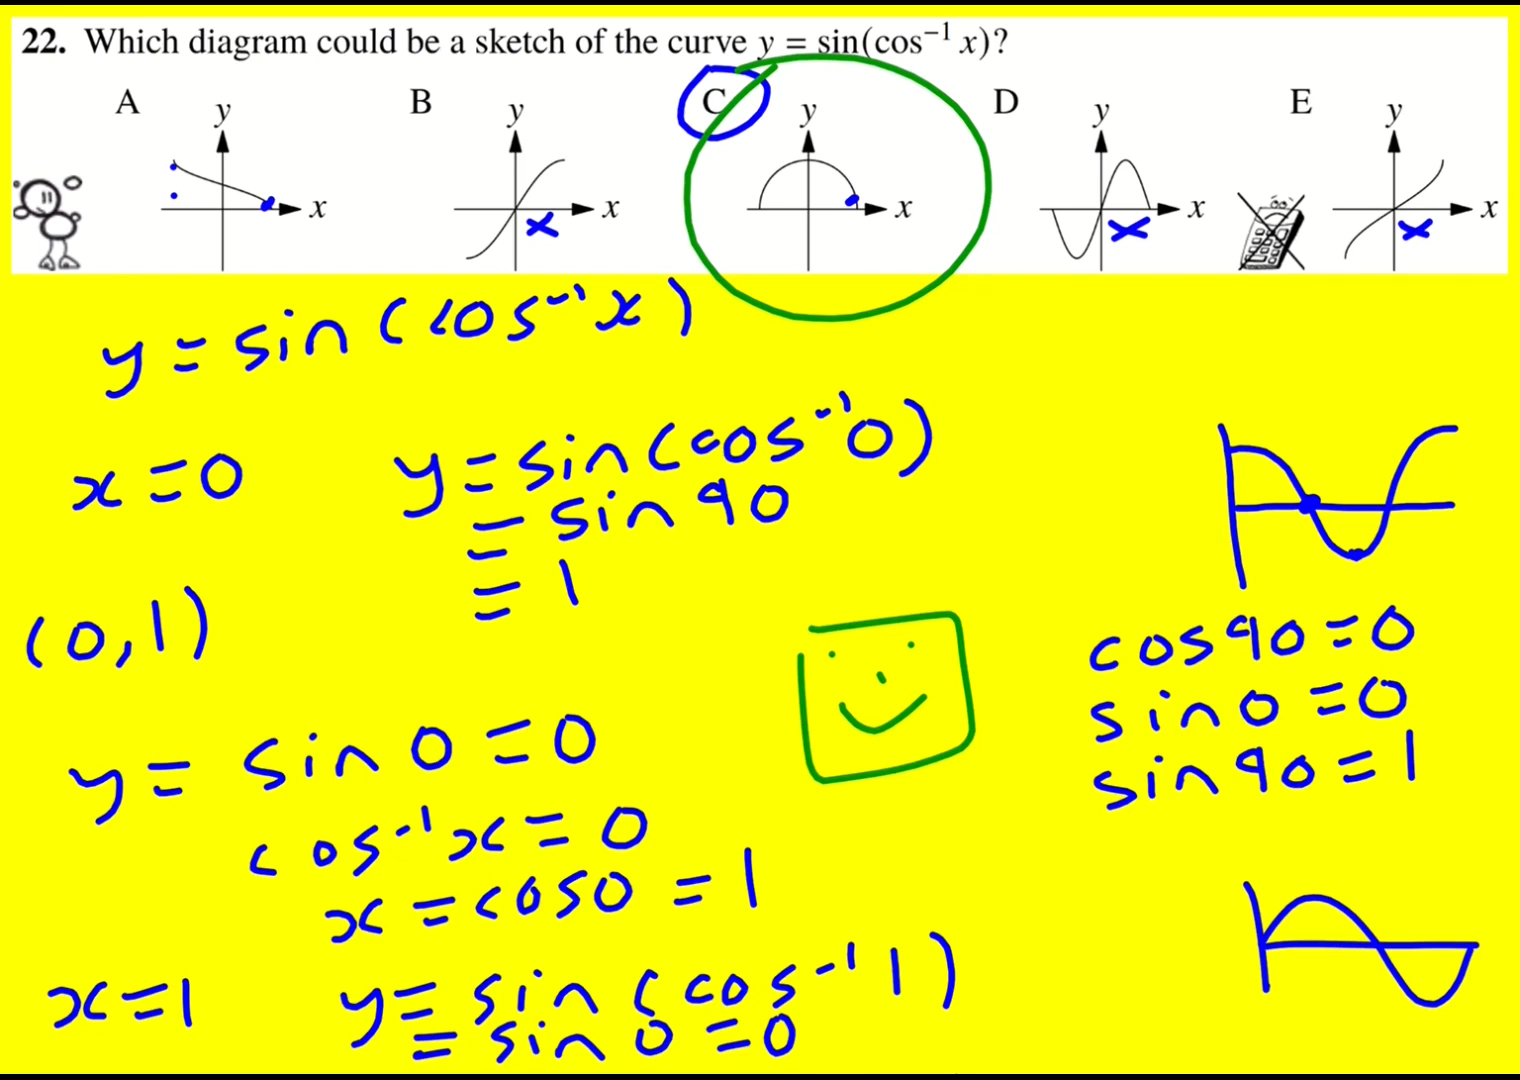 22. Which diagram could be a sketch of the curve y = sin(cos⁻¹ x)?
A B C D E
y y y y y
x x x x x
y = sin(cos⁻¹x)
x = 0 y = sin(cos⁻¹0)
= sin 90
= 1
(0,1)
cos 90 = 0
sin 0 = 0
sin 90 = 1
y = sin 0 = 0
cos⁻¹x = 0
x = cos 0 = 1
x = 1 y = sin(cos⁻¹1)
= sin 0 = 0